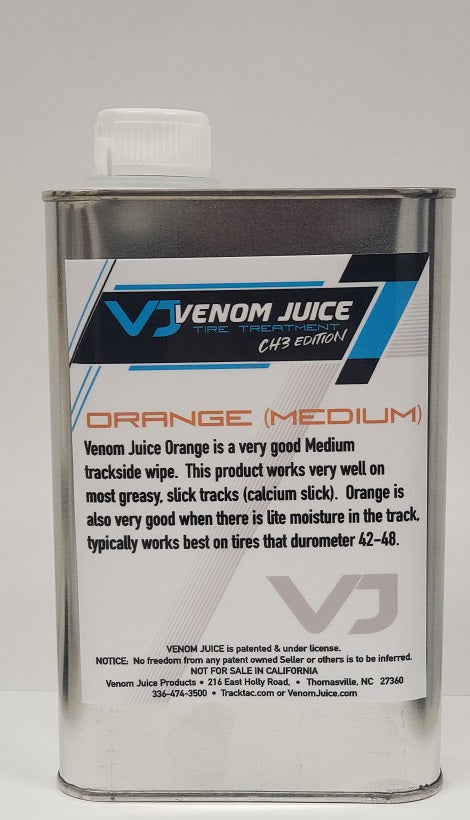 VJ VENOM JUICE
TIRE TREATMENT
CH3 EDITION
ORANGE (MEDIUM)
Venom Juice Orange is a very good Medium
trackside wipe. This product works very well on
most greasy, slick tracks (calcium slick). Orange is
also very good when there is lite moisture in the track,
typically works best on tires that durometer 42-48.
VJ
VENOM JUICE is patented & under license.
NOTICE: No freedom from any patent owned Seller or others is to be inferred.
NOT FOR SALE IN CALIFORNIA
Venom Juice Products • 216 East Holly Road, • Thomasville, NC 27360
336-474-3500 • Tracktac.com or VenomJuice.com